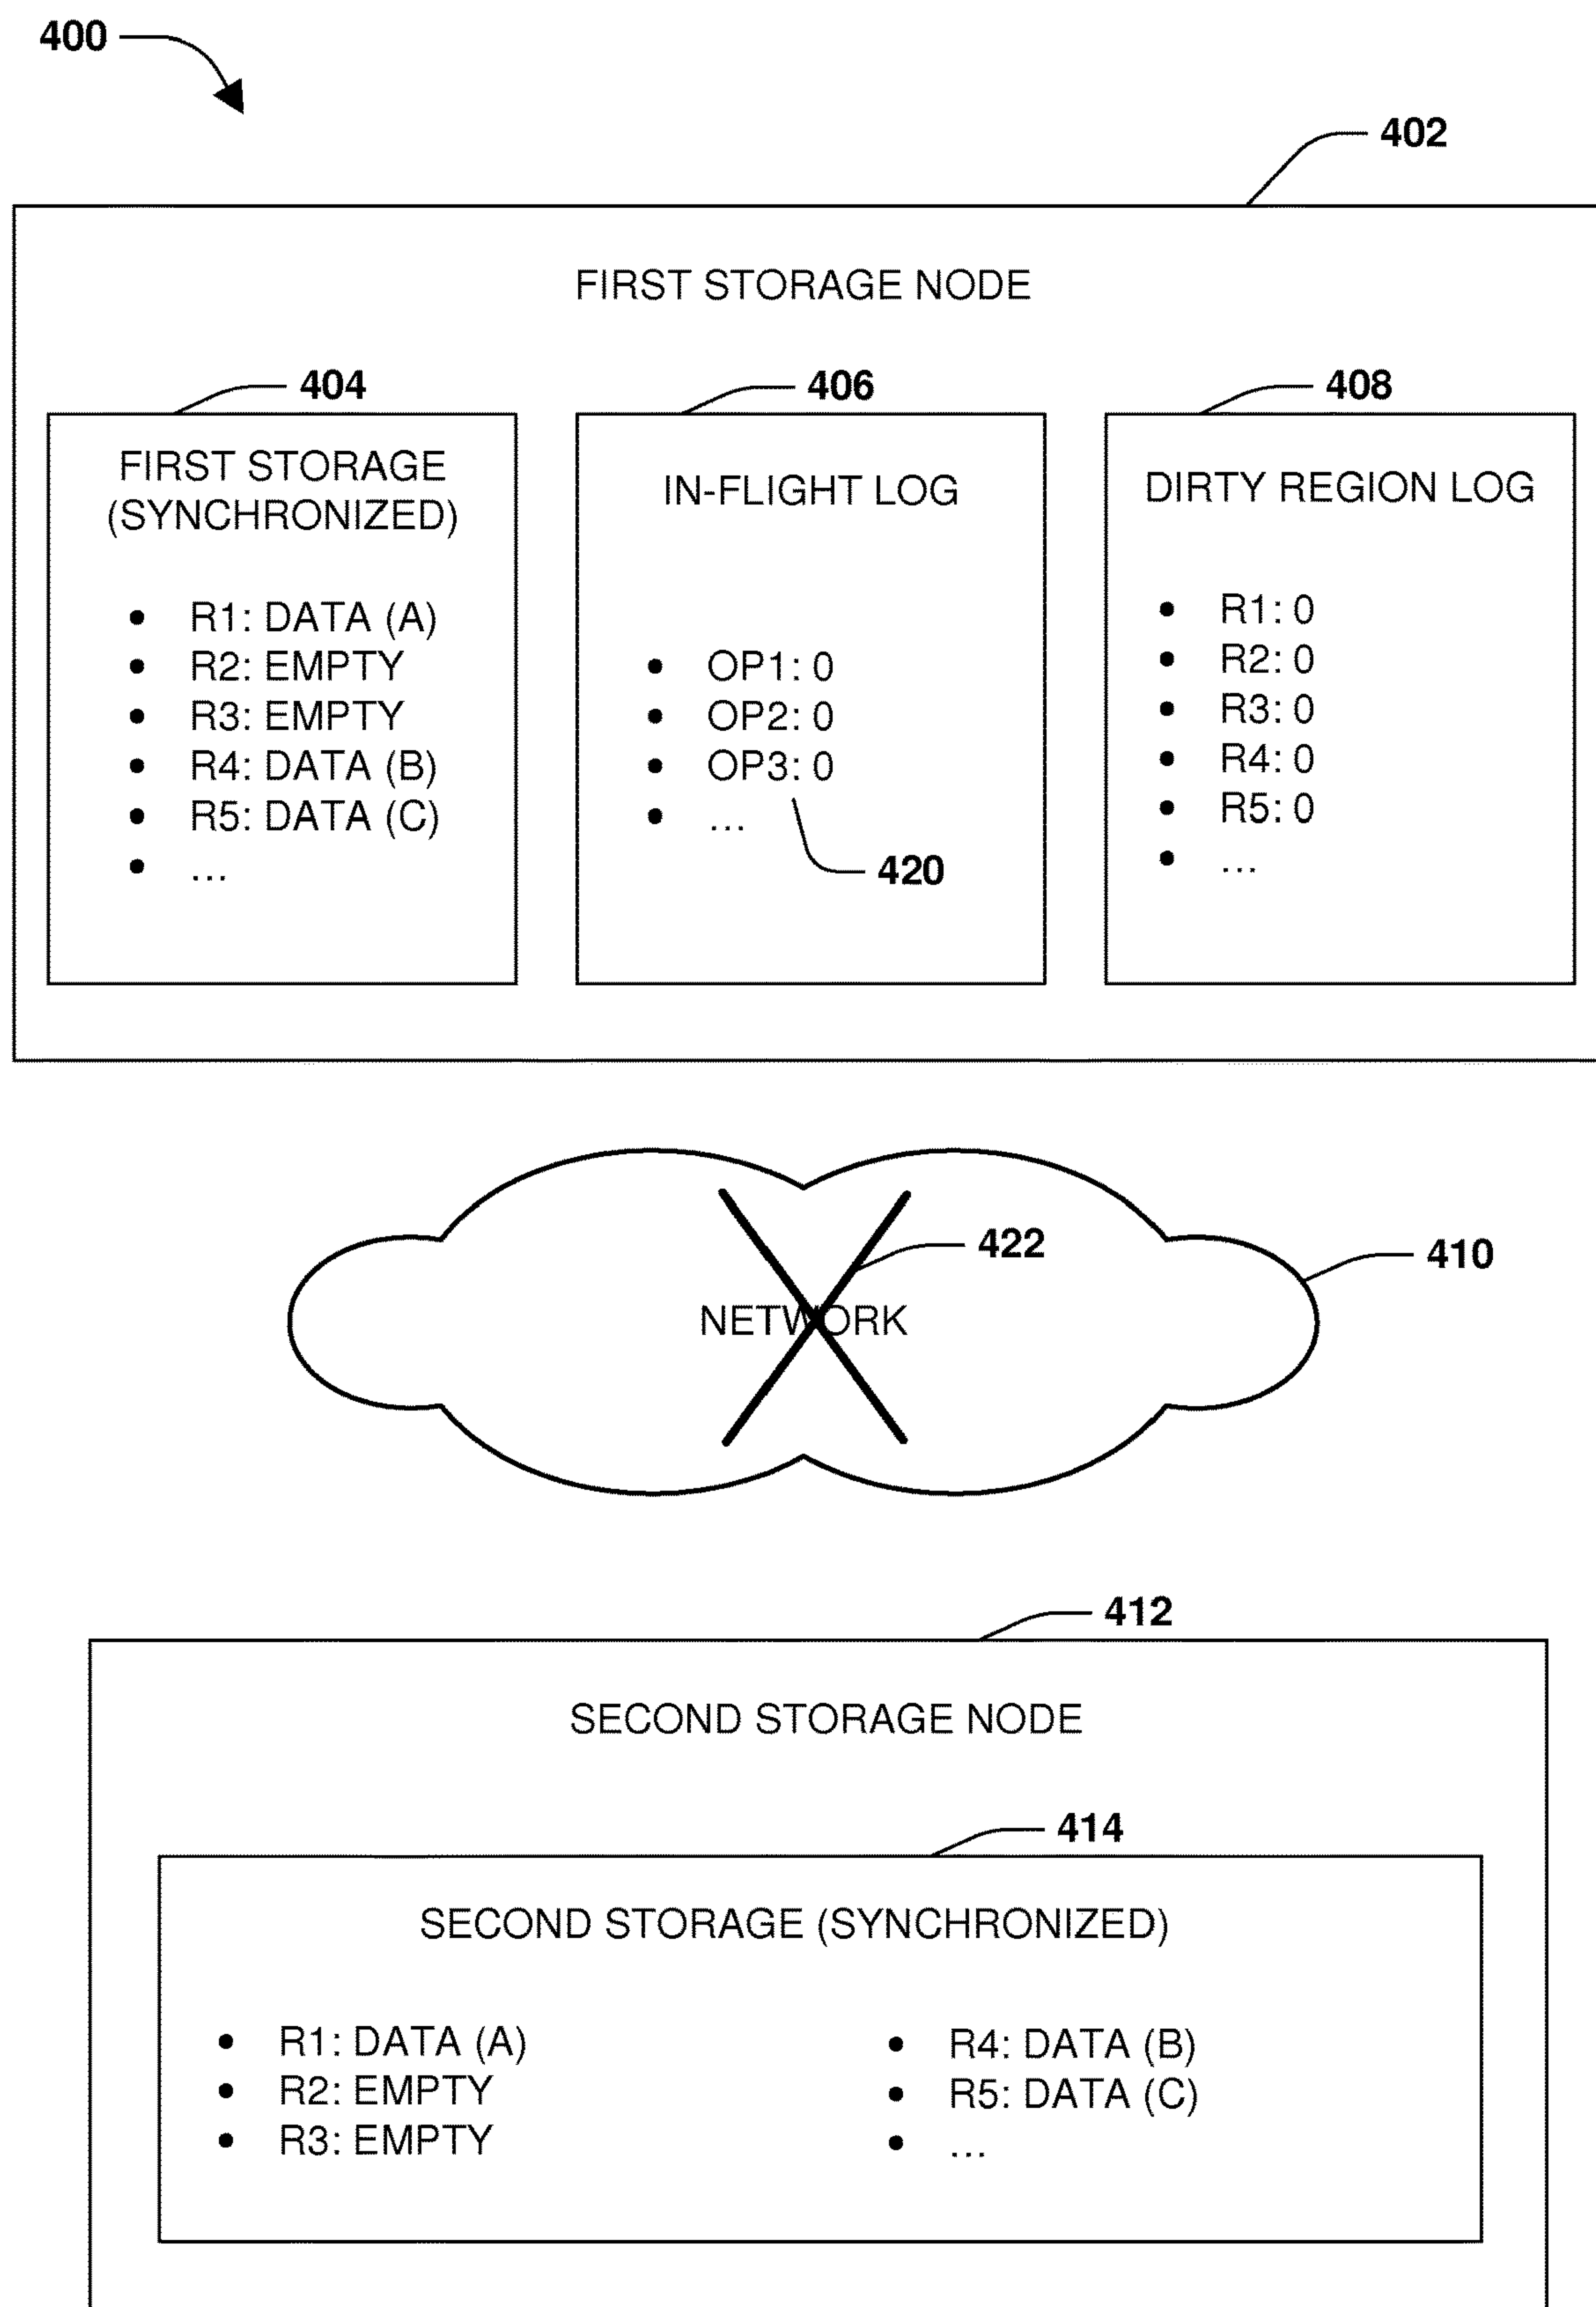 400
402
FIRST STORAGE NODE
404
FIRST STORAGE
(SYNCHRONIZED)
• R1: DATA (A)
• R2: EMPTY
• R3: EMPTY
• R4: DATA (B)
• R5: DATA (C)
• ...
406
IN-FLIGHT LOG
• OP1: 0
• OP2: 0
• OP3: 0
• ...
420
408
DIRTY REGION LOG
• R1: 0
• R2: 0
• R3: 0
• R4: 0
• R5: 0
• ...
422
410
NETWORK
412
SECOND STORAGE NODE
414
SECOND STORAGE (SYNCHRONIZED)
• R1: DATA (A)
• R2: EMPTY
• R3: EMPTY
• R4: DATA (B)
• R5: DATA (C)
• ...